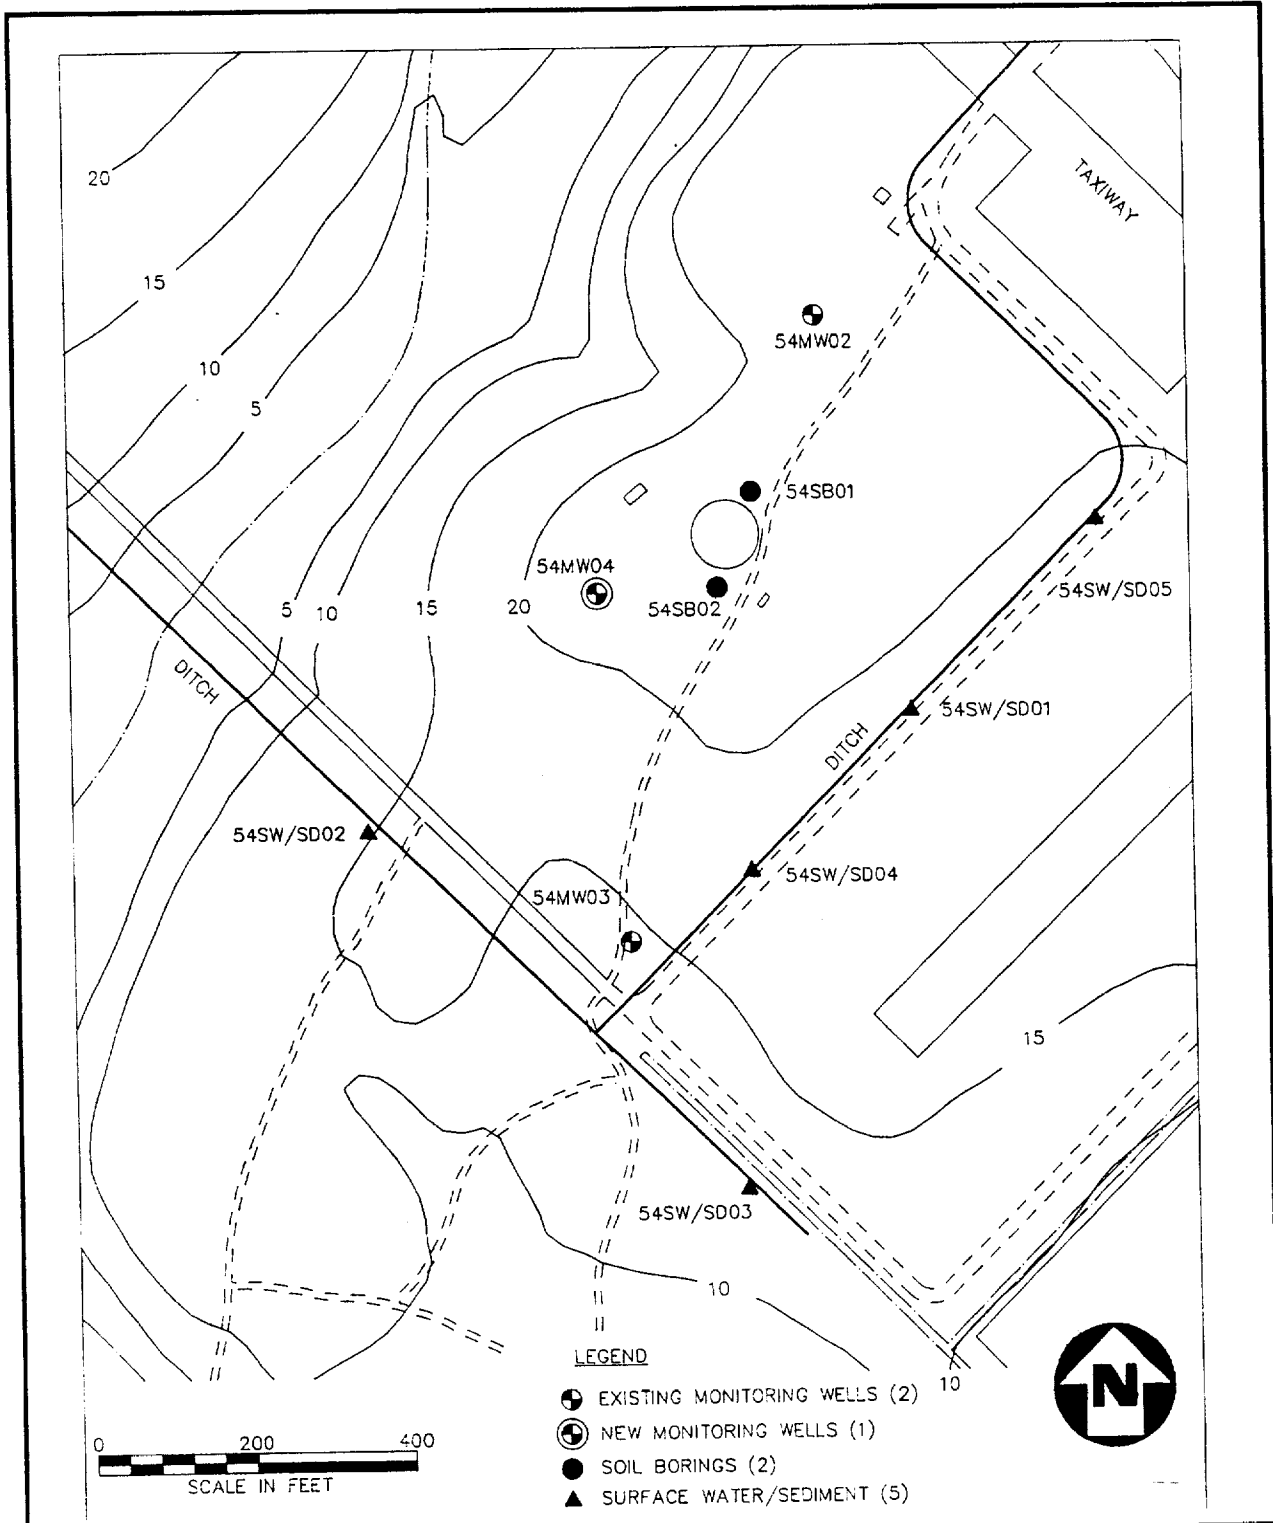 20
TAXIWAY
15
54MW02
10
5
54SB01
54MW04
54SW/SD05
5
10
15
20
54SB02
DITCH
54SW/SD01
DITCH
54SW/SD02
54SW/SD04
54MW03
15
54SW/SD03
10
LEGEND
10
EXISTING MONITORING WELLS (2)
N
NEW MONITORING WELLS (1)
0 200 400
SOIL BORINGS (2)
SCALE IN FEET
SURFACE WATER/SEDIMENT (5)